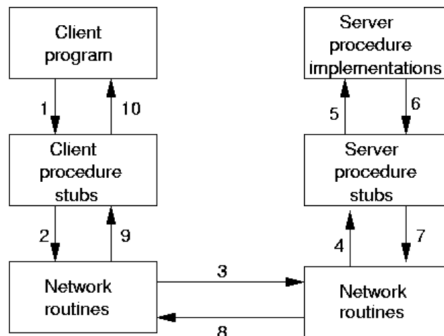 Client
program
Server
procedure
implementations
1
10
5
6
Client
procedure
stubs
Server
procedure
stubs
2
9
4
7
Network
routines
3
Network
routines
8